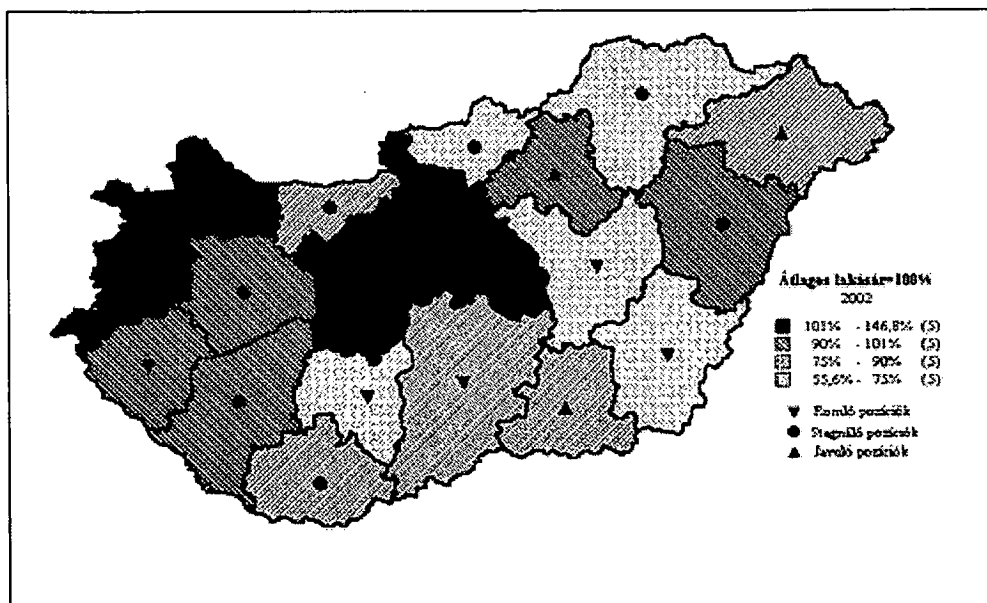 Átlagos lakásár=100%
2002
101% - 146,8% (5)
90% - 101% (5)
75% - 90% (5)
55,6% - 75% (5)
Romló pozíciók
Stagnáló pozíciók
Javuló pozíciók